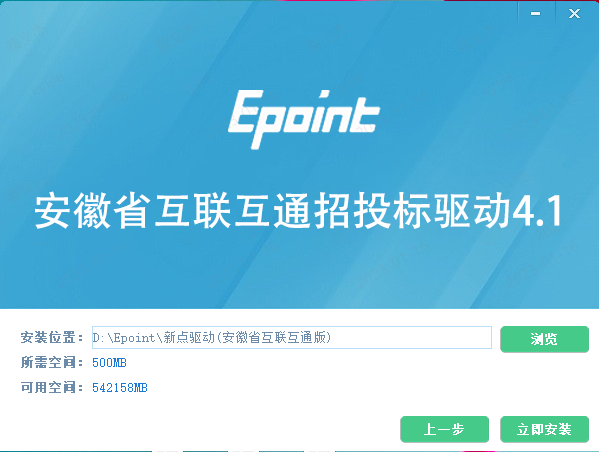 Epoint
安徽省互联互通招投标驱动4.1
安装位置： D:\Epoint\新点驱动(安徽省互联互通版) 浏览
所需空间： 500MB
可用空间： 542158MB
上一步 立即安装